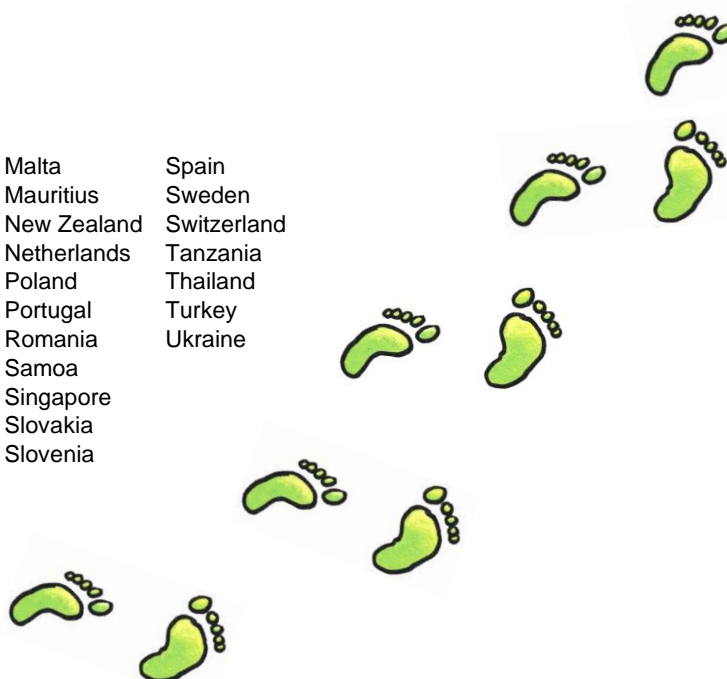 Malta
Mauritius
New Zealand
Netherlands
Poland
Portugal
Romania
Samoa
Singapore
Slovakia
Slovenia
Spain
Sweden
Switzerland
Tanzania
Thailand
Turkey
Ukraine